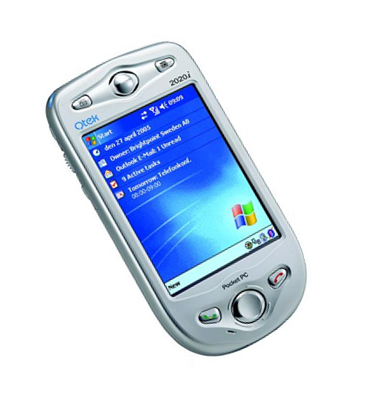 2020i
Qtek
Start
09:09
den 27 april 2005
Owner: Brightpoint Sweden AB
Outlook E-Mail: 1 Unread
9 Active tasks
Tomorrow: Telefonkonf.
08:00-09:00
New
Pocket PC